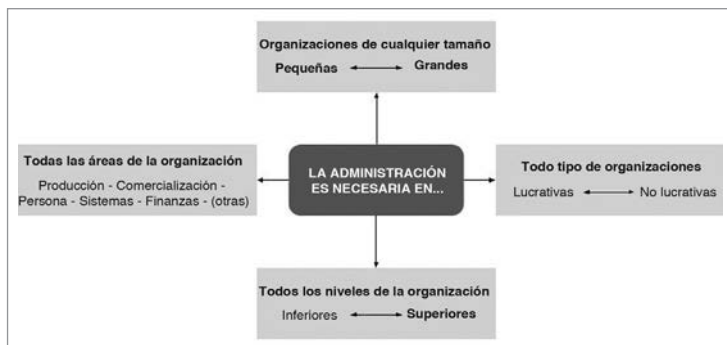 Organizaciones de cualquier tamaño
Pequeñas Grandes
Todas las áreas de la organización
Producción - Comercialización -
Persona - Sistemas - Finanzas - (otras)
LA ADMINISTRACIÓN
ES NECESARIA EN...
Todo tipo de organizaciones
Lucrativas No lucrativas
Todos los niveles de la organización
Inferiores Superiores